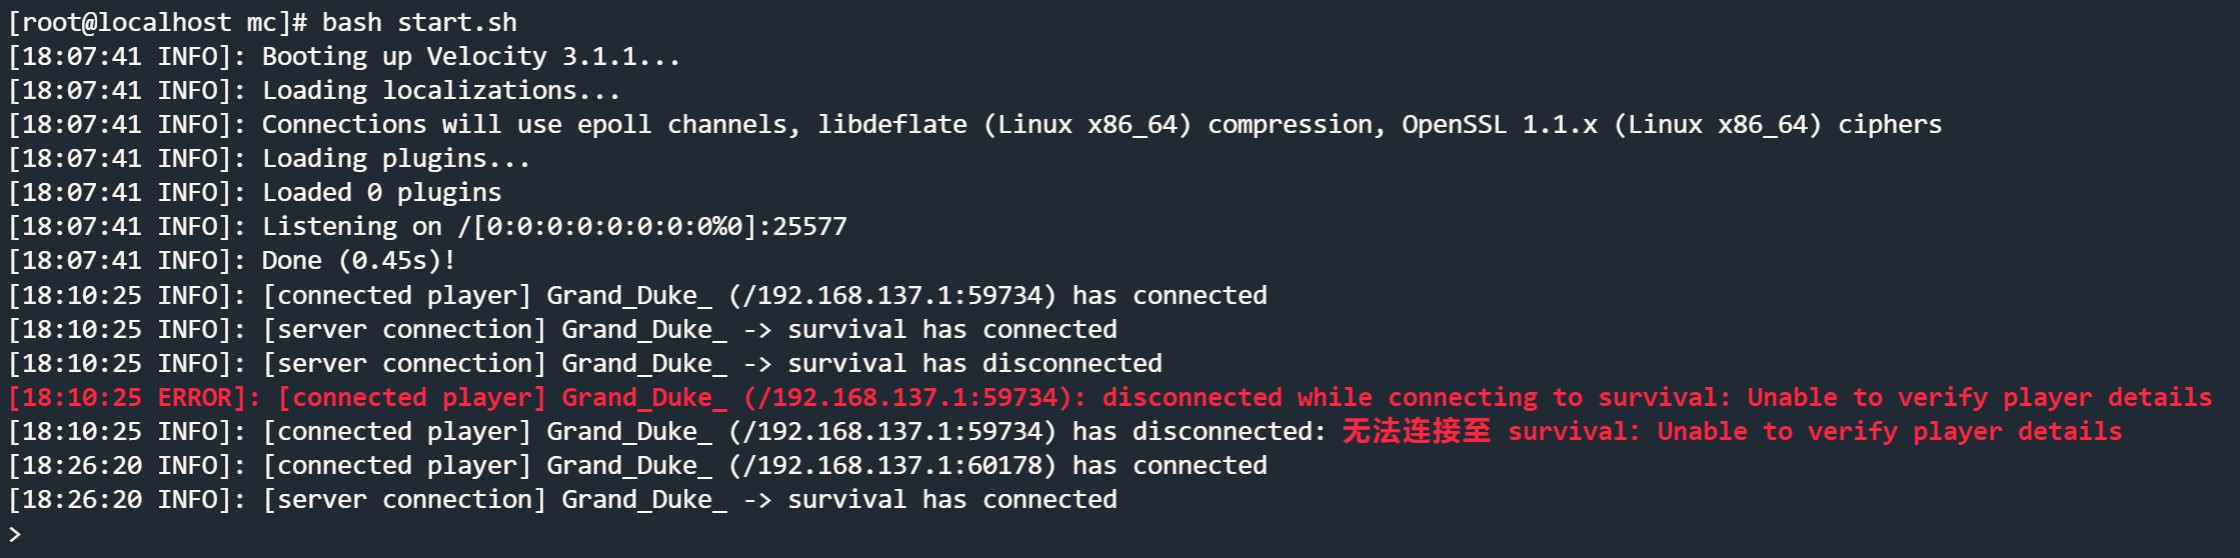 [root@localhost mc]# bash start.sh
[18:07:41 INFO]: Booting up Velocity 3.1.1...
[18:07:41 INFO]: Loading localizations...
[18:07:41 INFO]: Connections will use epoll channels, libdeflate (Linux x86_64) compression, OpenSSL 1.1.x (Linux x86_64) ciphers
[18:07:41 INFO]: Loading plugins...
[18:07:41 INFO]: Loaded 0 plugins
[18:07:41 INFO]: Listening on /[0:0:0:0:0:0:0:0%0]:25577
[18:07:41 INFO]: Done (0.45s)!
[18:10:25 INFO]: [connected player] Grand_Duke_ (/192.168.137.1:59734) has connected
[18:10:25 INFO]: [server connection] Grand_Duke_ -> survival has connected
[18:10:25 INFO]: [server connection] Grand_Duke_ -> survival has disconnected
[18:10:25 ERROR]: [connected player] Grand_Duke_ (/192.168.137.1:59734): disconnected while connecting to survival: Unable to verify player details
[18:10:25 INFO]: [connected player] Grand_Duke_ (/192.168.137.1:59734) has disconnected: 无法连接至 survival: Unable to verify player details
[18:26:20 INFO]: [connected player] Grand_Duke_ (/192.168.137.1:60178) has connected
[18:26:20 INFO]: [server connection] Grand_Duke_ -> survival has connected
>